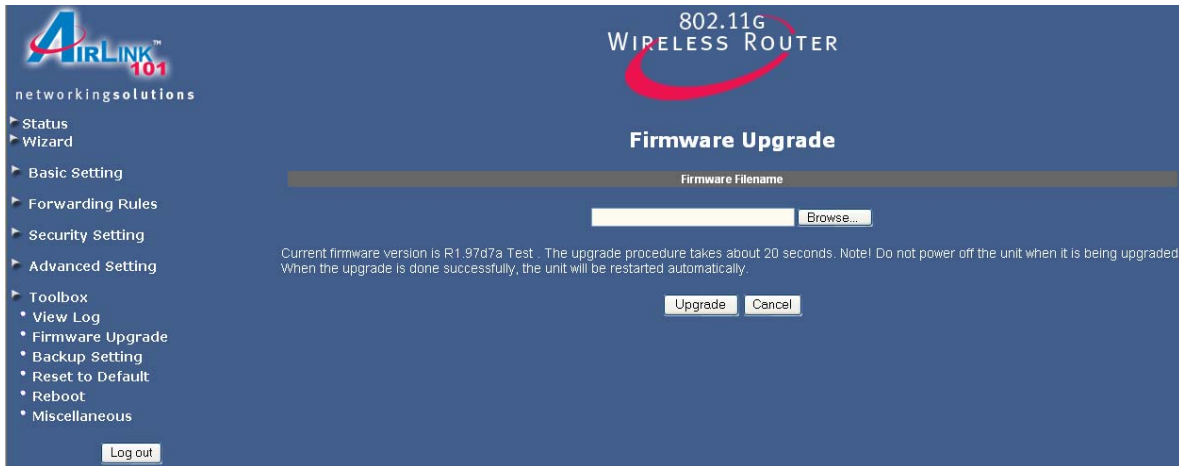 AIRLINK™
101
networkingsolutions
802.11G
WIRELESS ROUTER
Status
Wizard
Basic Setting
Forwarding Rules
Security Setting
Advanced Setting
Toolbox
View Log
Firmware Upgrade
Backup Setting
Reset to Default
Reboot
Miscellaneous
Log out
Firmware Upgrade
Firmware Filename
Browse...
Current firmware version is R1.97d7a Test . The upgrade procedure takes about 20 seconds. Note! Do not power off the unit when it is being upgraded
When the upgrade is done successfully, the unit will be restarted automatically.
Upgrade Cancel